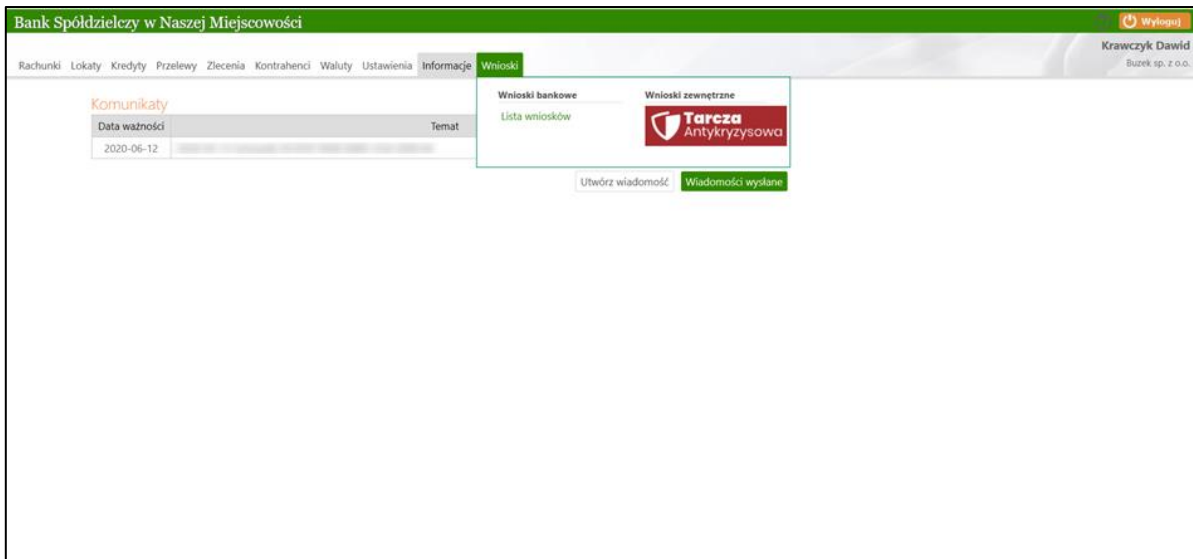 Bank Spółdzielczy w Naszej Miejscowości
Wyloguj
Krawczyk Dawid
Buzek sp. z o.o.
Rachunki Lokaty Kredyty Przelewy Zlecenia Kontrahenci Waluty Ustawienia Informacje Wnioski
Wnioski bankowe Wnioski zewnętrzne
Lista wniosków
Tarcza
Antykryzysowa
Komunikaty
Data ważności Temat
2020-06-12
Utwórz wiadomość Wiadomości wysłane